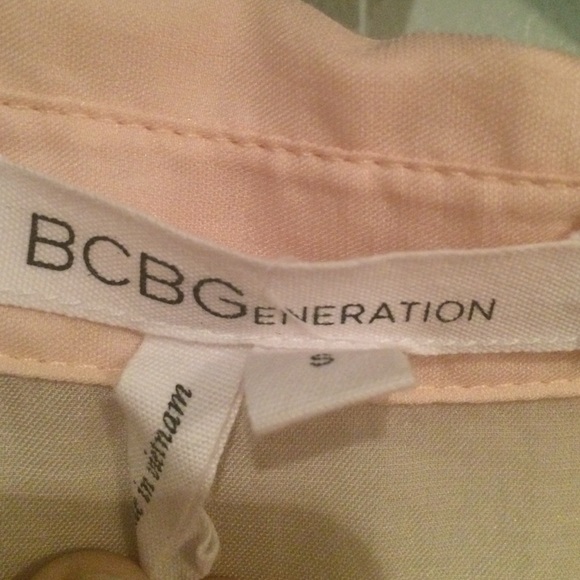 BCBGENERATION
S
in vietnam